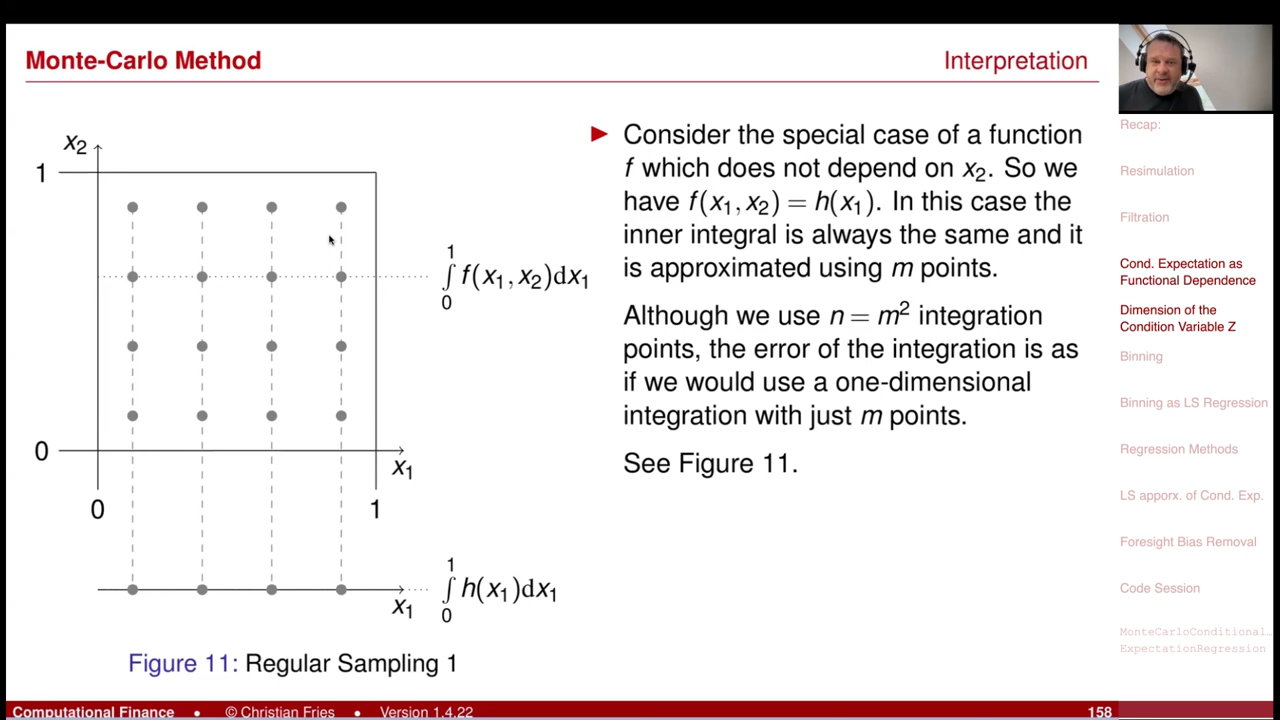 Monte-Carlo Method
Interpretation
x₂
1
0
x₁
0
1
∫₀¹ f(x₁, x₂)dx₁
x₁
∫₀¹ h(x₁)dx₁
Figure 11: Regular Sampling 1
► Consider the special case of a function
f which does not depend on x₂. So we
have f(x₁, x₂) = h(x₁). In this case the
inner integral is always the same and it
is approximated using m points.
Although we use n = m² integration
points, the error of the integration is as
if we would use a one-dimensional
integration with just m points.
See Figure 11.
Recap:
Resimulation
Filtration
Cond. Expectation as
Functional Dependence
Dimension of the
Condition Variable Z
Binning
Binning as LS Regression
Regression Methods
LS apporx. of Cond. Exp.
Foresight Bias Removal
Code Session
MonteCarloConditional…
ExpectationRegression
Computational Finance • © Christian Fries • Version 1.4.22
158